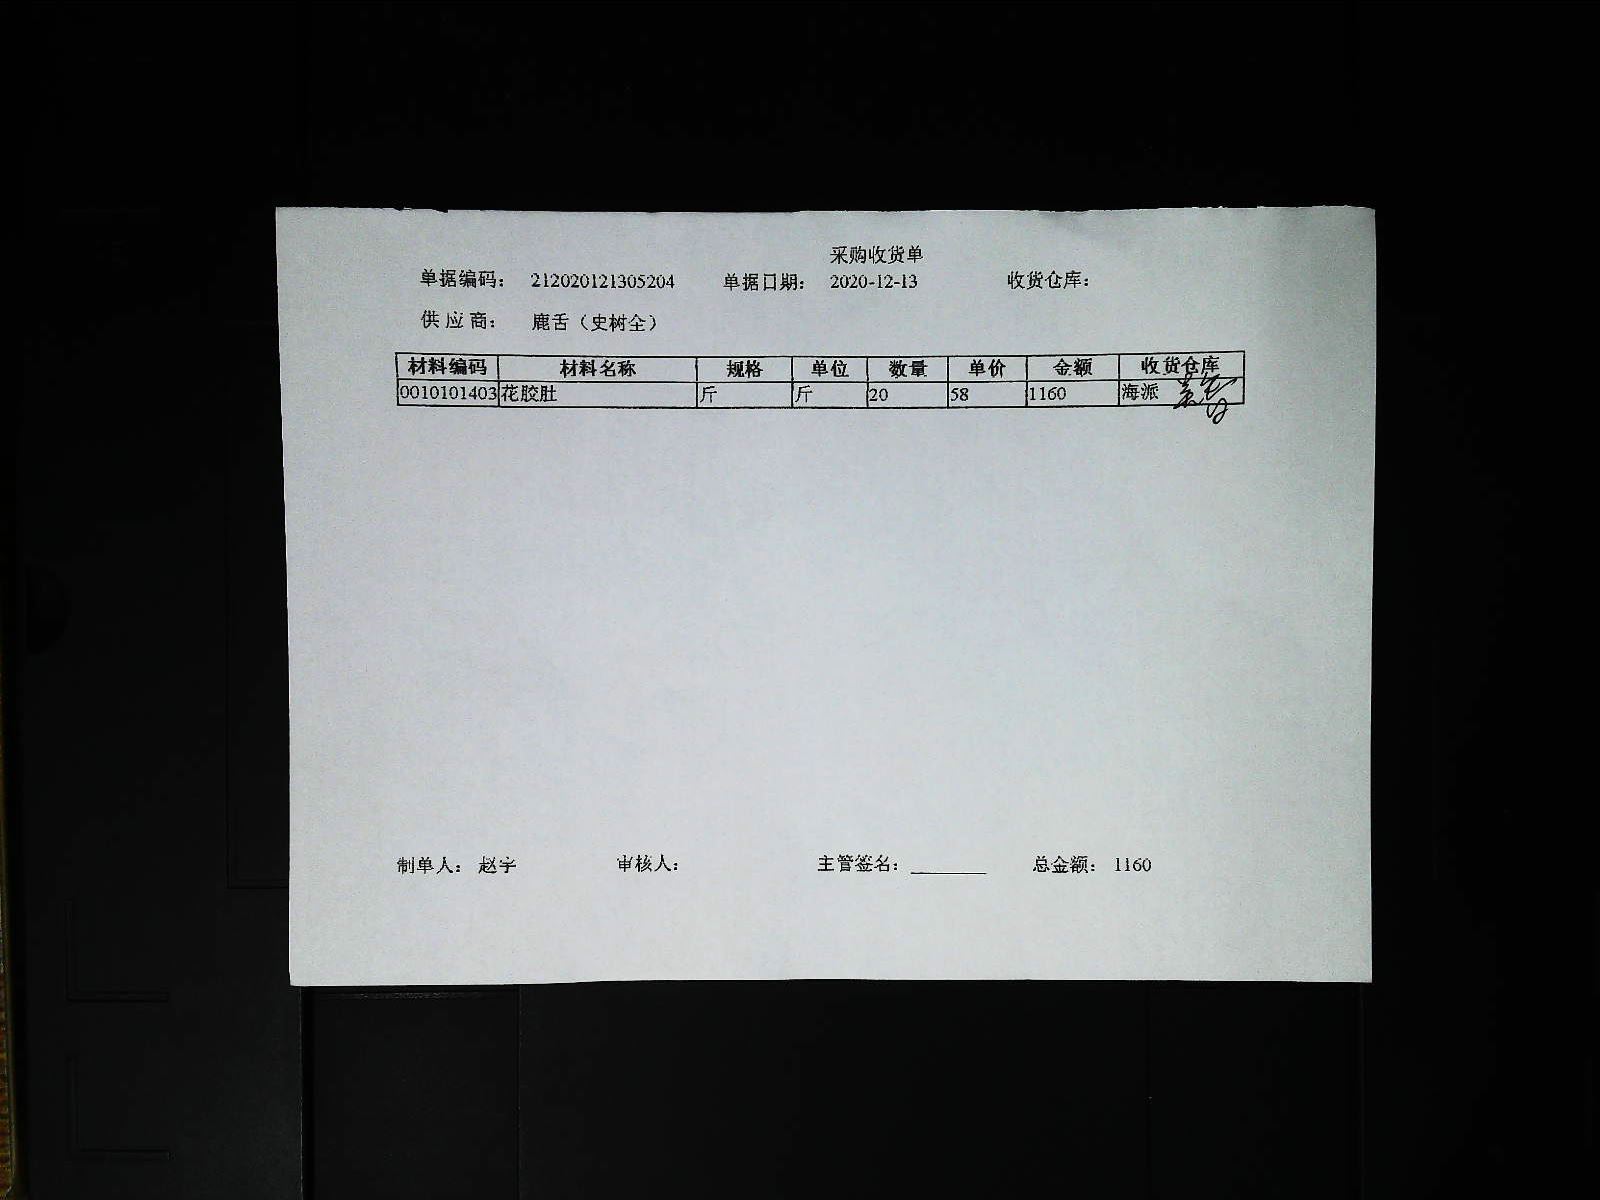 采购收货单
单据编码： 212020121305204 单据日期： 2020-12-13 收货仓库：
供应商： 鹿舌（史树全）
材料编码 材料名称 规格 单位 数量 单价 金额 收货仓库
0010101403 花胶肚 斤 斤 20 58 1160 海派
制单人： 赵宇 审核人： 主管签名： ________ 总金额： 1160